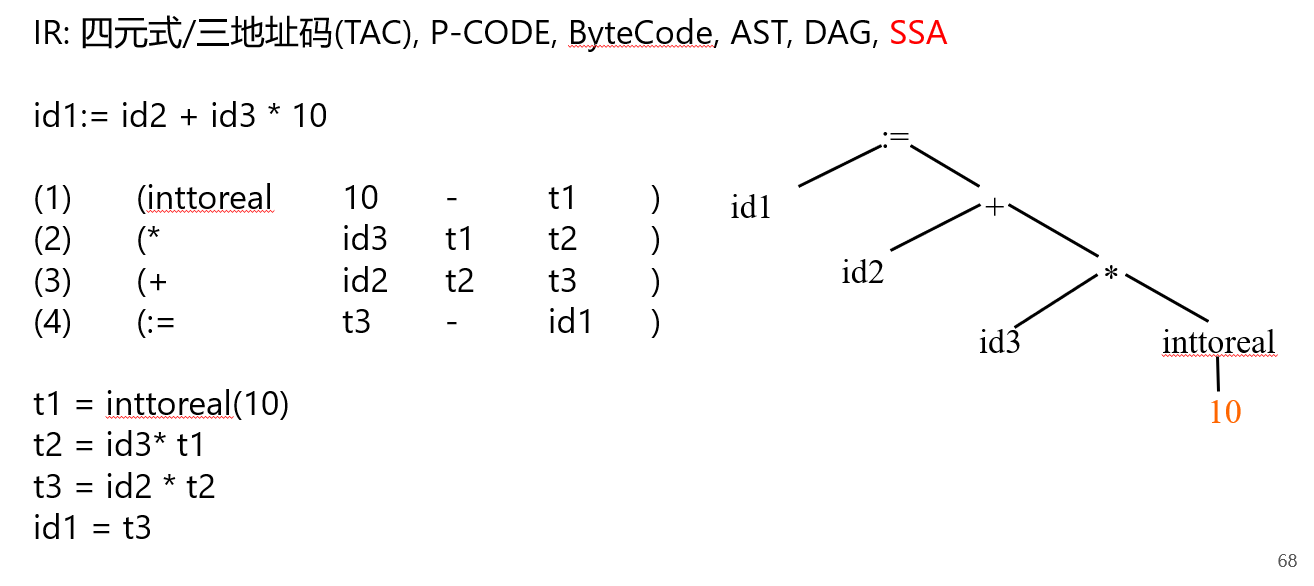 IR: 四元式/三地址码(TAC), P-CODE, ByteCode, AST, DAG, SSA
id1:= id2 + id3 * 10
(1) (inttoreal 10 - t1 )
(2) (* id3 t1 t2 )
(3) (+ id2 t2 t3 )
(4) (:= t3 - id1 )
t1 = inttoreal(10)
t2 = id3* t1
t3 = id2 * t2
id1 = t3
:=
id1
+
id2
*
id3
inttoreal
10
68